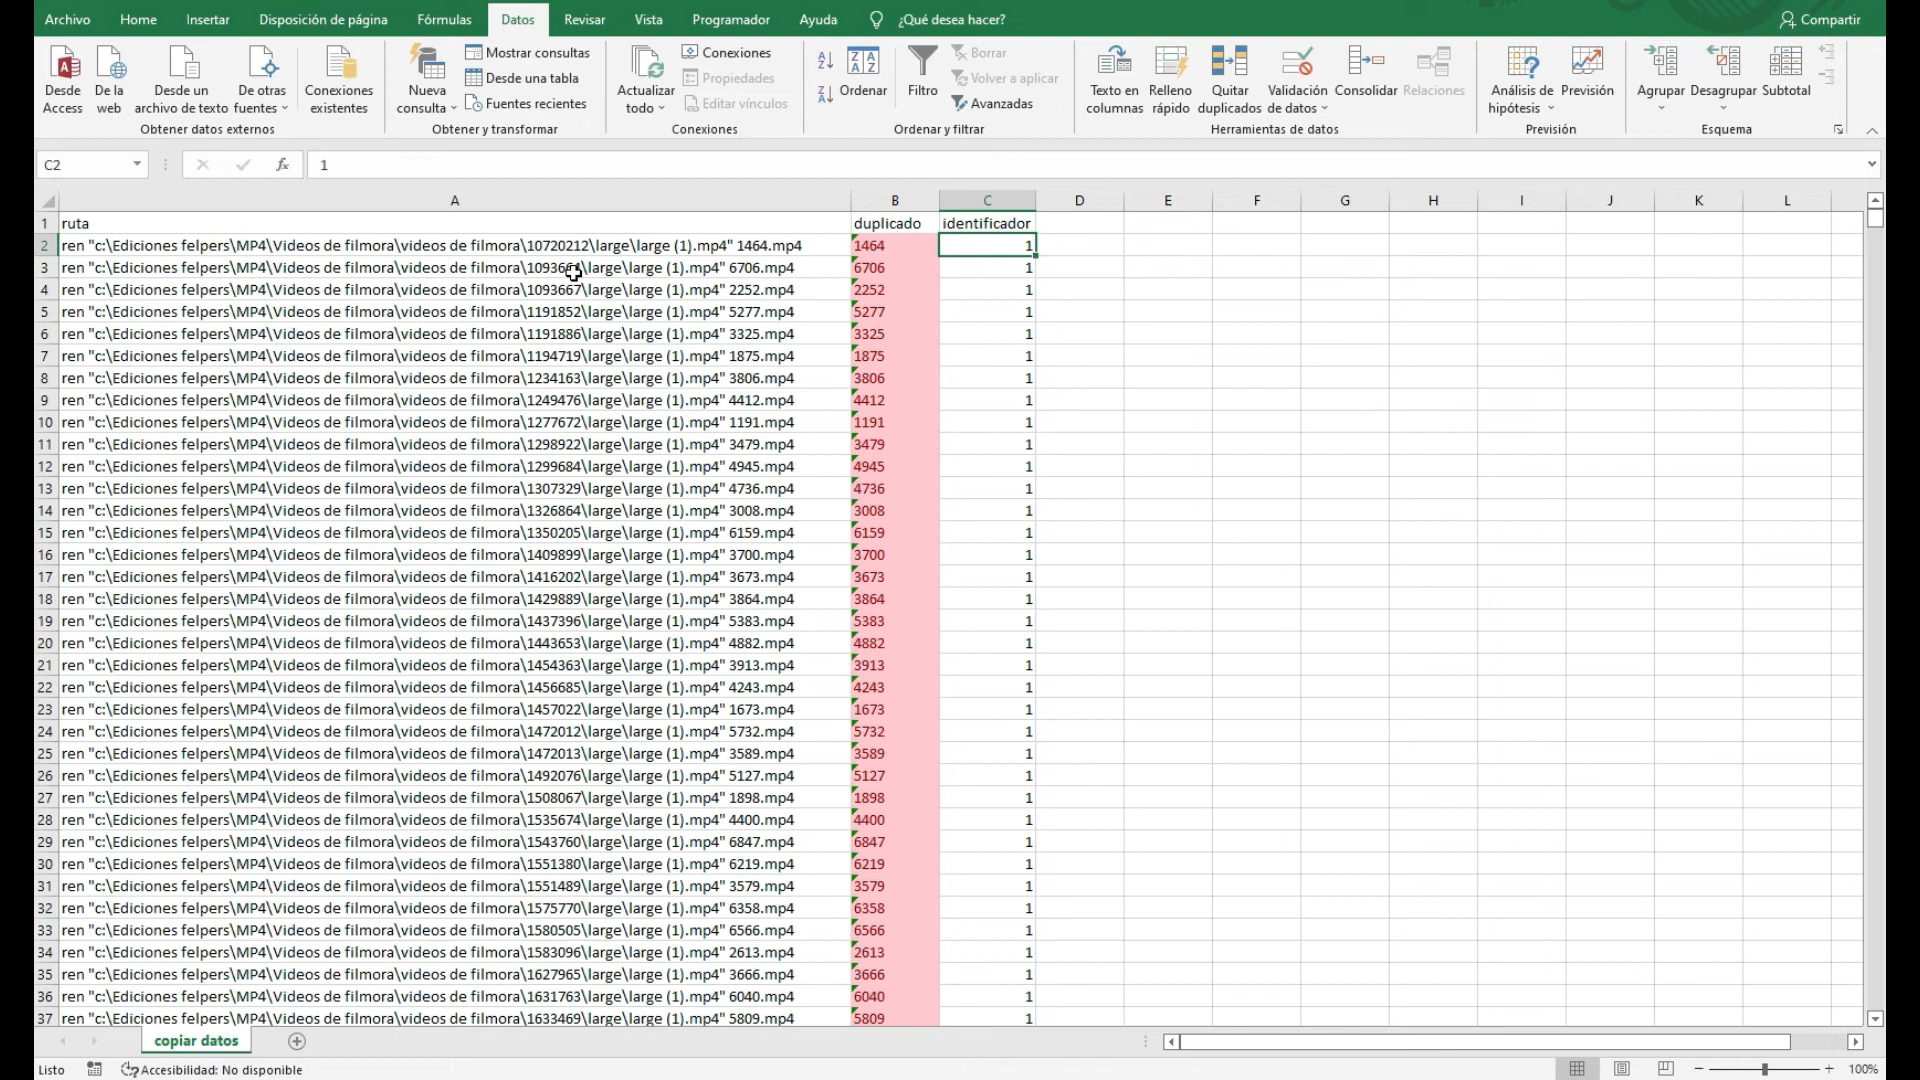 Archivo Home Insertar Disposición de página Fórmulas Datos Revisar Vista Programador Ayuda ¿Qué desea hacer? Compartir
Desde Access
De la web
Desde un archivo de texto
De otras fuentes
Conexiones existentes
Obtener datos externos
Nueva consulta
Mostrar consultas
Desde una tabla
Fuentes recientes
Obtener y transformar
Actualizar todo
Conexiones
Propiedades
Editar vínculos
Conexiones
Ordenar
Filtro
Borrar
Volver a aplicar
Avanzadas
Ordenar y filtrar
Texto en columnas
Relleno rápido
Quitar duplicados
Validación de datos
Consolidar
Relaciones
Herramientas de datos
Análisis de hipótesis
Previsión
Previsión
Agrupar
Desagrupar
Subtotal
Esquema
C2 fx 1
A B C D E F G H I J K L
1 ruta duplicado identificador
2 ren "c:\Ediciones felpers\MP4\Videos de filmora\videos de filmora\10720212\large\large (1).mp4" 1464.mp4 1464 1
3 ren "c:\Ediciones felpers\MP4\Videos de filmora\videos de filmora\\large\large (1).mp4" 6706.mp4 6706 1
4 ren "c:\Ediciones felpers\MP4\Videos de filmora\videos de filmora\1093667\large\large (1).mp4" 2252.mp4 2252 1
5 ren "c:\Ediciones felpers\MP4\Videos de filmora\videos de filmora\1191852\large\large (1).mp4" 5277.mp4 5277 1
6 ren "c:\Ediciones felpers\MP4\Videos de filmora\videos de filmora\1191886\large\large (1).mp4" 3325.mp4 3325 1
7 ren "c:\Ediciones felpers\MP4\Videos de filmora\videos de filmora\1194719\large\large (1).mp4" 1875.mp4 1875 1
8 ren "c:\Ediciones felpers\MP4\Videos de filmora\videos de filmora\1234163\large\large (1).mp4" 3806.mp4 3806 1
9 ren "c:\Ediciones felpers\MP4\Videos de filmora\videos de filmora\1249476\large\large (1).mp4" 4412.mp4 4412 1
10 ren "c:\Ediciones felpers\MP4\Videos de filmora\videos de filmora\1277672\large\large (1).mp4" 1191.mp4 1191 1
11 ren "c:\Ediciones felpers\MP4\Videos de filmora\videos de filmora\1298922\large\large (1).mp4" 3479.mp4 3479 1
12 ren "c:\Ediciones felpers\MP4\Videos de filmora\videos de filmora\1299684\large\large (1).mp4" 4945.mp4 4945 1
13 ren "c:\Ediciones felpers\MP4\Videos de filmora\videos de filmora\1307329\large\large (1).mp4" 4736.mp4 4736 1
14 ren "c:\Ediciones felpers\MP4\Videos de filmora\videos de filmora\1326864\large\large (1).mp4" 3008.mp4 3008 1
15 ren "c:\Ediciones felpers\MP4\Videos de filmora\videos de filmora\1350205\large\large (1).mp4" 6159.mp4 6159 1
16 ren "c:\Ediciones felpers\MP4\Videos de filmora\videos de filmora\1409899\large\large (1).mp4" 3700.mp4 3700 1
17 ren "c:\Ediciones felpers\MP4\Videos de filmora\videos de filmora\1416202\large\large (1).mp4" 3673.mp4 3673 1
18 ren "c:\Ediciones felpers\MP4\Videos de filmora\videos de filmora\1429889\large\large (1).mp4" 3864.mp4 3864 1
19 ren "c:\Ediciones felpers\MP4\Videos de filmora\videos de filmora\1437396\large\large (1).mp4" 5383.mp4 5383 1
20 ren "c:\Ediciones felpers\MP4\Videos de filmora\videos de filmora\1443653\large\large (1).mp4" 4882.mp4 4882 1
21 ren "c:\Ediciones felpers\MP4\Videos de filmora\videos de filmora\1454363\large\large (1).mp4" 3913.mp4 3913 1
22 ren "c:\Ediciones felpers\MP4\Videos de filmora\videos de filmora\1456685\large\large (1).mp4" 4243.mp4 4243 1
23 ren "c:\Ediciones felpers\MP4\Videos de filmora\videos de filmora\1457022\large\large (1).mp4" 1673.mp4 1673 1
24 ren "c:\Ediciones felpers\MP4\Videos de filmora\videos de filmora\1472012\large\large (1).mp4" 5732.mp4 5732 1
25 ren "c:\Ediciones felpers\MP4\Videos de filmora\videos de filmora\1472013\large\large (1).mp4" 3589.mp4 3589 1
26 ren "c:\Ediciones felpers\MP4\Videos de filmora\videos de filmora\1492076\large\large (1).mp4" 5127.mp4 5127 1
27 ren "c:\Ediciones felpers\MP4\Videos de filmora\videos de filmora\1508067\large\large (1).mp4" 1898.mp4 1898 1
28 ren "c:\Ediciones felpers\MP4\Videos de filmora\videos de filmora\1535674\large\large (1).mp4" 4400.mp4 4400 1
29 ren "c:\Ediciones felpers\MP4\Videos de filmora\videos de filmora\1543760\large\large (1).mp4" 6847.mp4 6847 1
30 ren "c:\Ediciones felpers\MP4\Videos de filmora\videos de filmora\1551380\large\large (1).mp4" 6219.mp4 6219 1
31 ren "c:\Ediciones felpers\MP4\Videos de filmora\videos de filmora\1551489\large\large (1).mp4" 3579.mp4 3579 1
32 ren "c:\Ediciones felpers\MP4\Videos de filmora\videos de filmora\1575770\large\large (1).mp4" 6358.mp4 6358 1
33 ren "c:\Ediciones felpers\MP4\Videos de filmora\videos de filmora\1580505\large\large (1).mp4" 6566.mp4 6566 1
34 ren "c:\Ediciones felpers\MP4\Videos de filmora\videos de filmora\1583096\large\large (1).mp4" 2613.mp4 2613 1
35 ren "c:\Ediciones felpers\MP4\Videos de filmora\videos de filmora\1627965\large\large (1).mp4" 3666.mp4 3666 1
36 ren "c:\Ediciones felpers\MP4\Videos de filmora\videos de filmora\1631763\large\large (1).mp4" 6040.mp4 6040 1
37 ren "c:\Ediciones felpers\MP4\Videos de filmora\videos de filmora\1633469\large\large (1).mp4" 5809.mp4 5809 1
copiar datos
Listo Accesibilidad: No disponible 100%